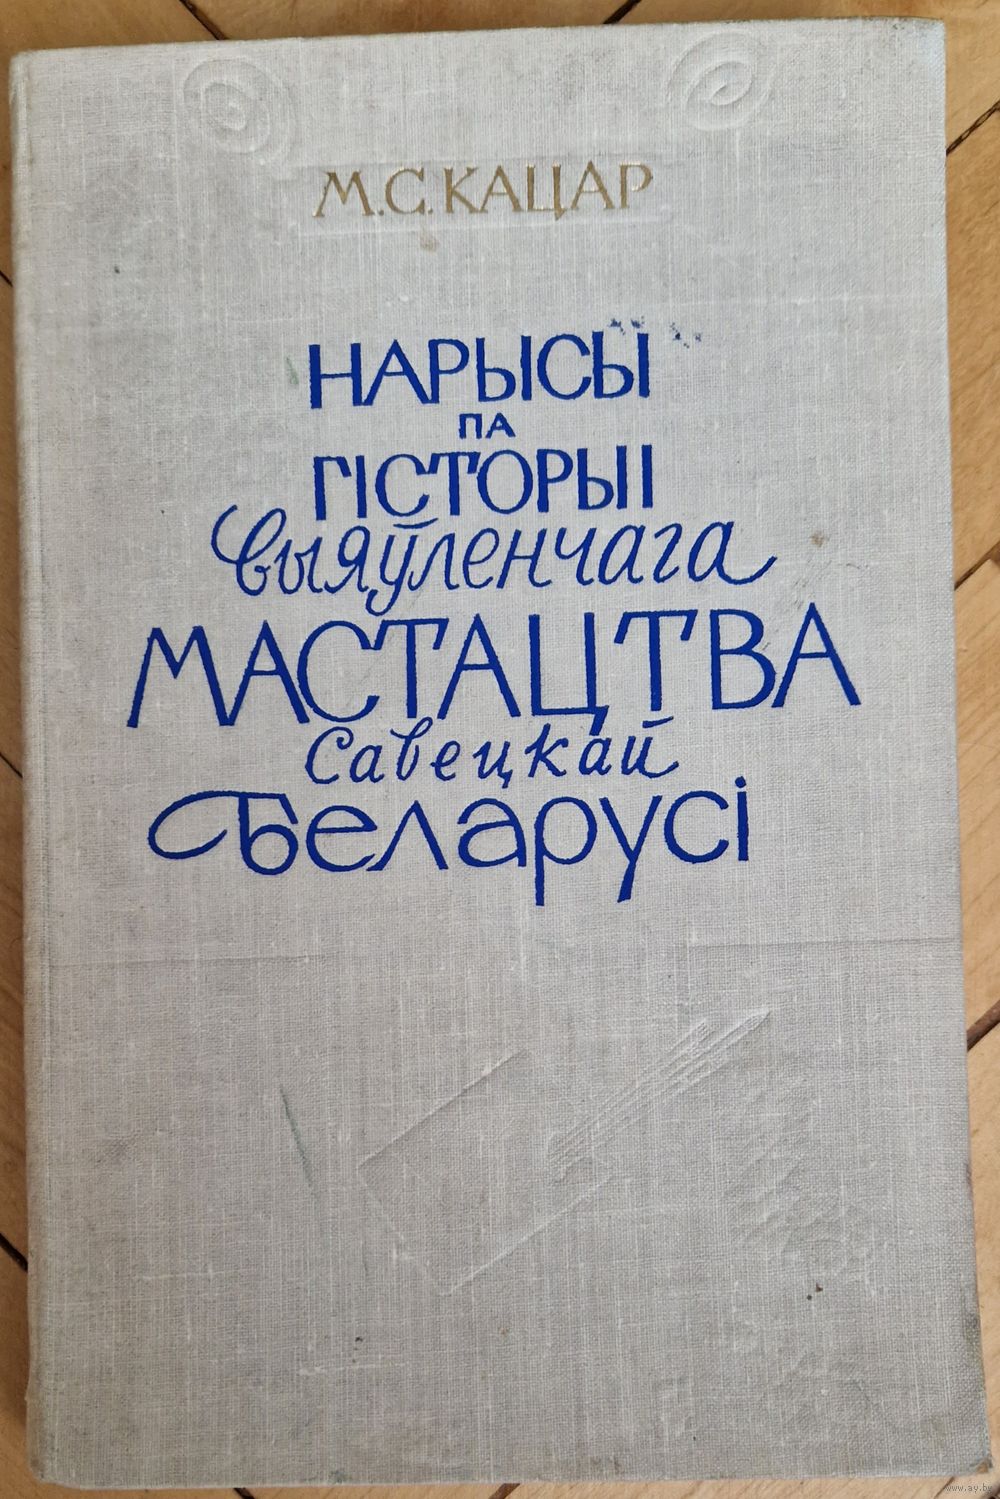 М.С.КАЦАР
НАРЫСЫ
ПА
ГІСТОРЫІ
выяўленчага
МАСТАЦТВА
Савецкай
Беларусі
www.ay.by